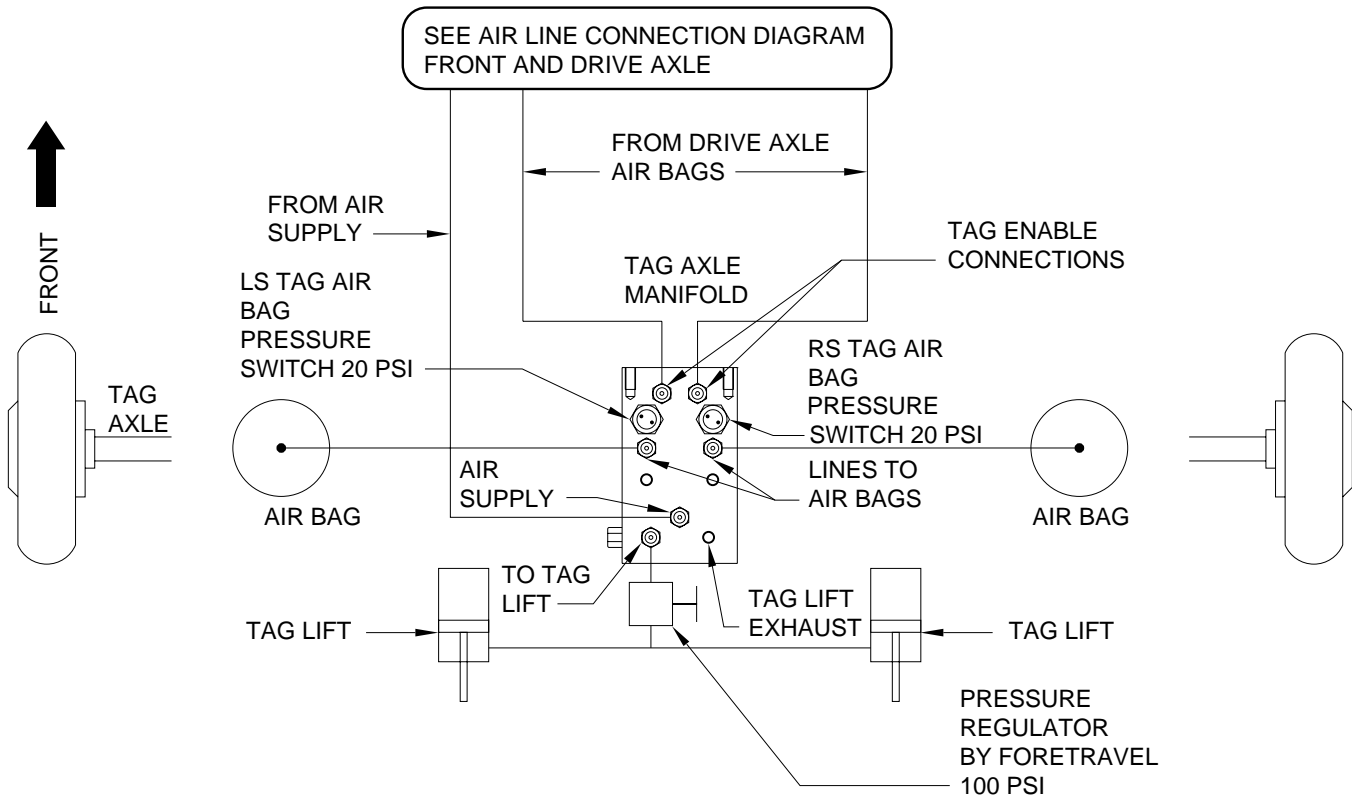 SEE AIR LINE CONNECTION DIAGRAM
FRONT AND DRIVE AXLE
FROM DRIVE AXLE
AIR BAGS
FROM AIR
SUPPLY
TAG ENABLE
CONNECTIONS
FRONT
TAG AXLE
MANIFOLD
LS TAG AIR
BAG
PRESSURE
SWITCH 20 PSI
RS TAG AIR
BAG
PRESSURE
SWITCH 20 PSI
TAG
AXLE
AIR
SUPPLY
LINES TO
AIR BAGS
AIR BAG
AIR BAG
TO TAG
LIFT
TAG LIFT
EXHAUST
TAG LIFT
TAG LIFT
PRESSURE
REGULATOR
BY FORETRAVEL
100 PSI